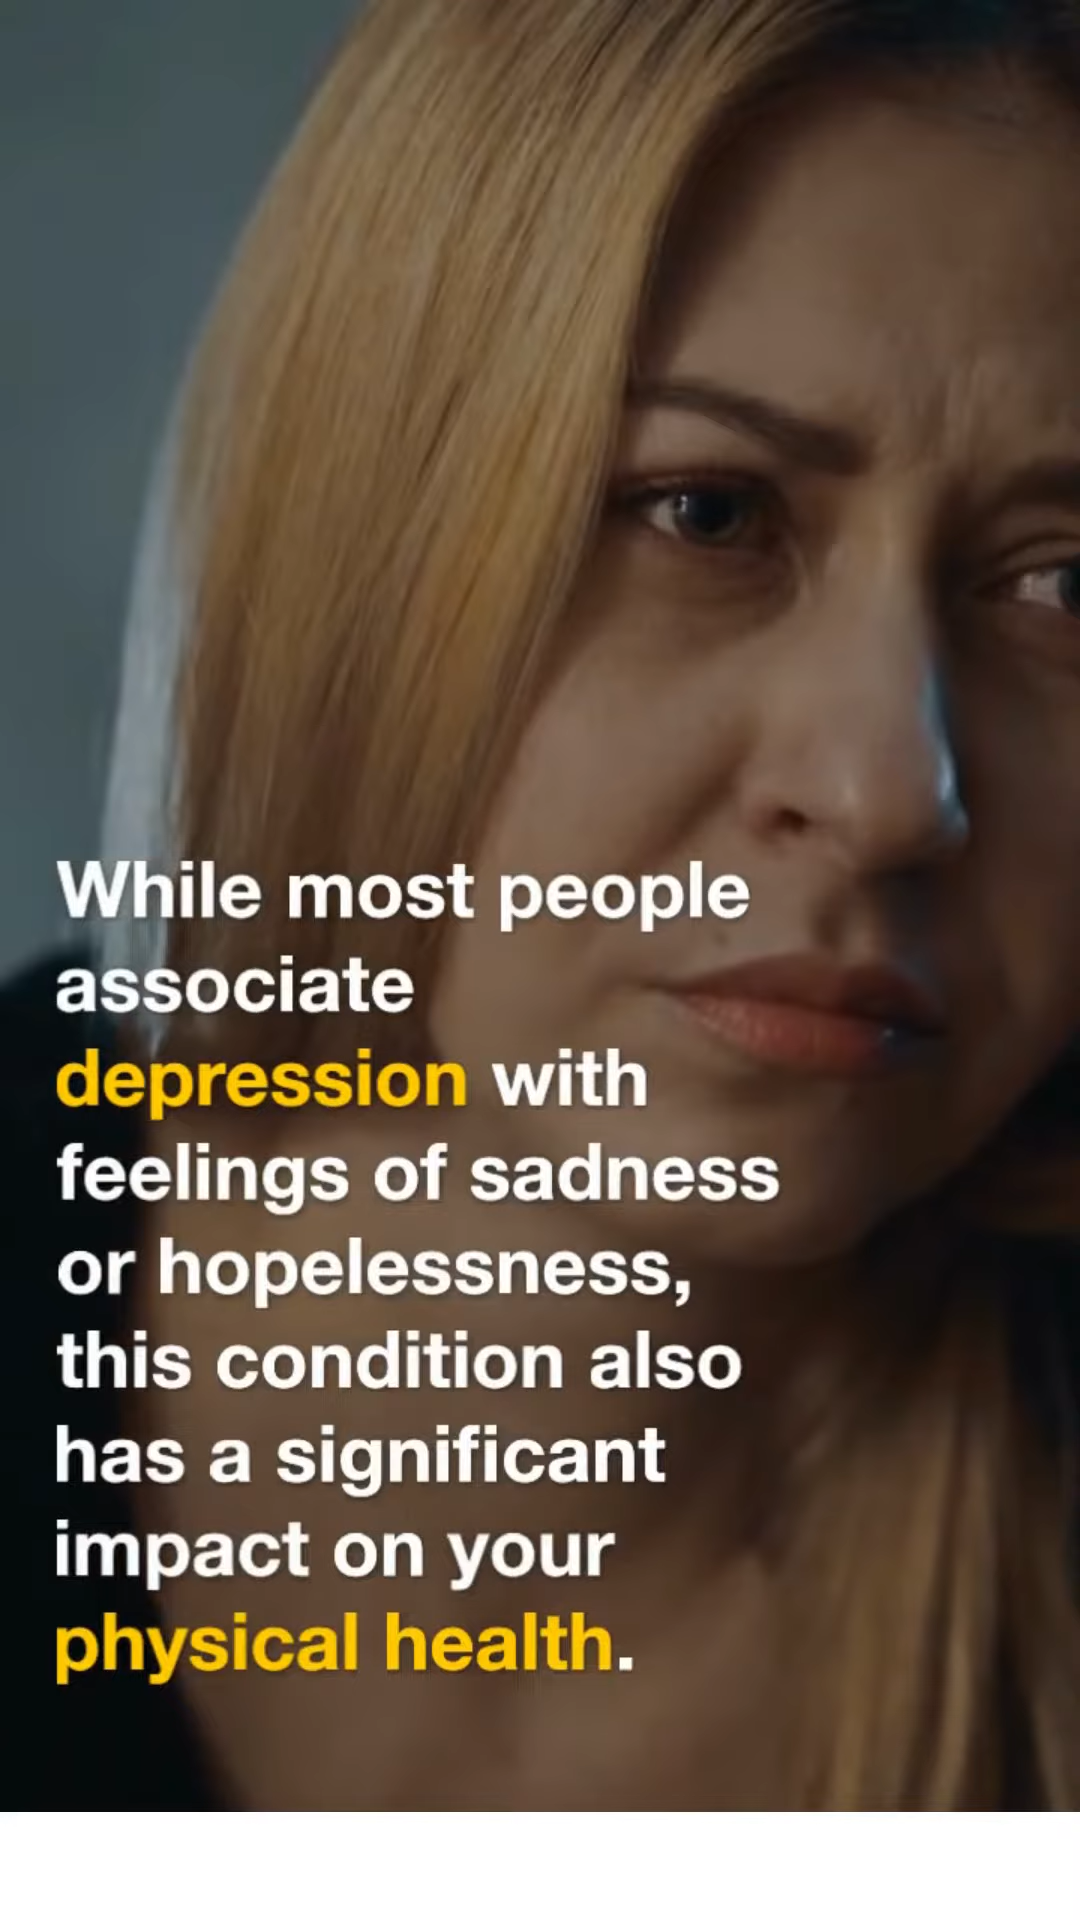 While most people
associate
depression with
feelings of sadness
or hopelessness,
this condition also
has a significant
impact on your
physical health.